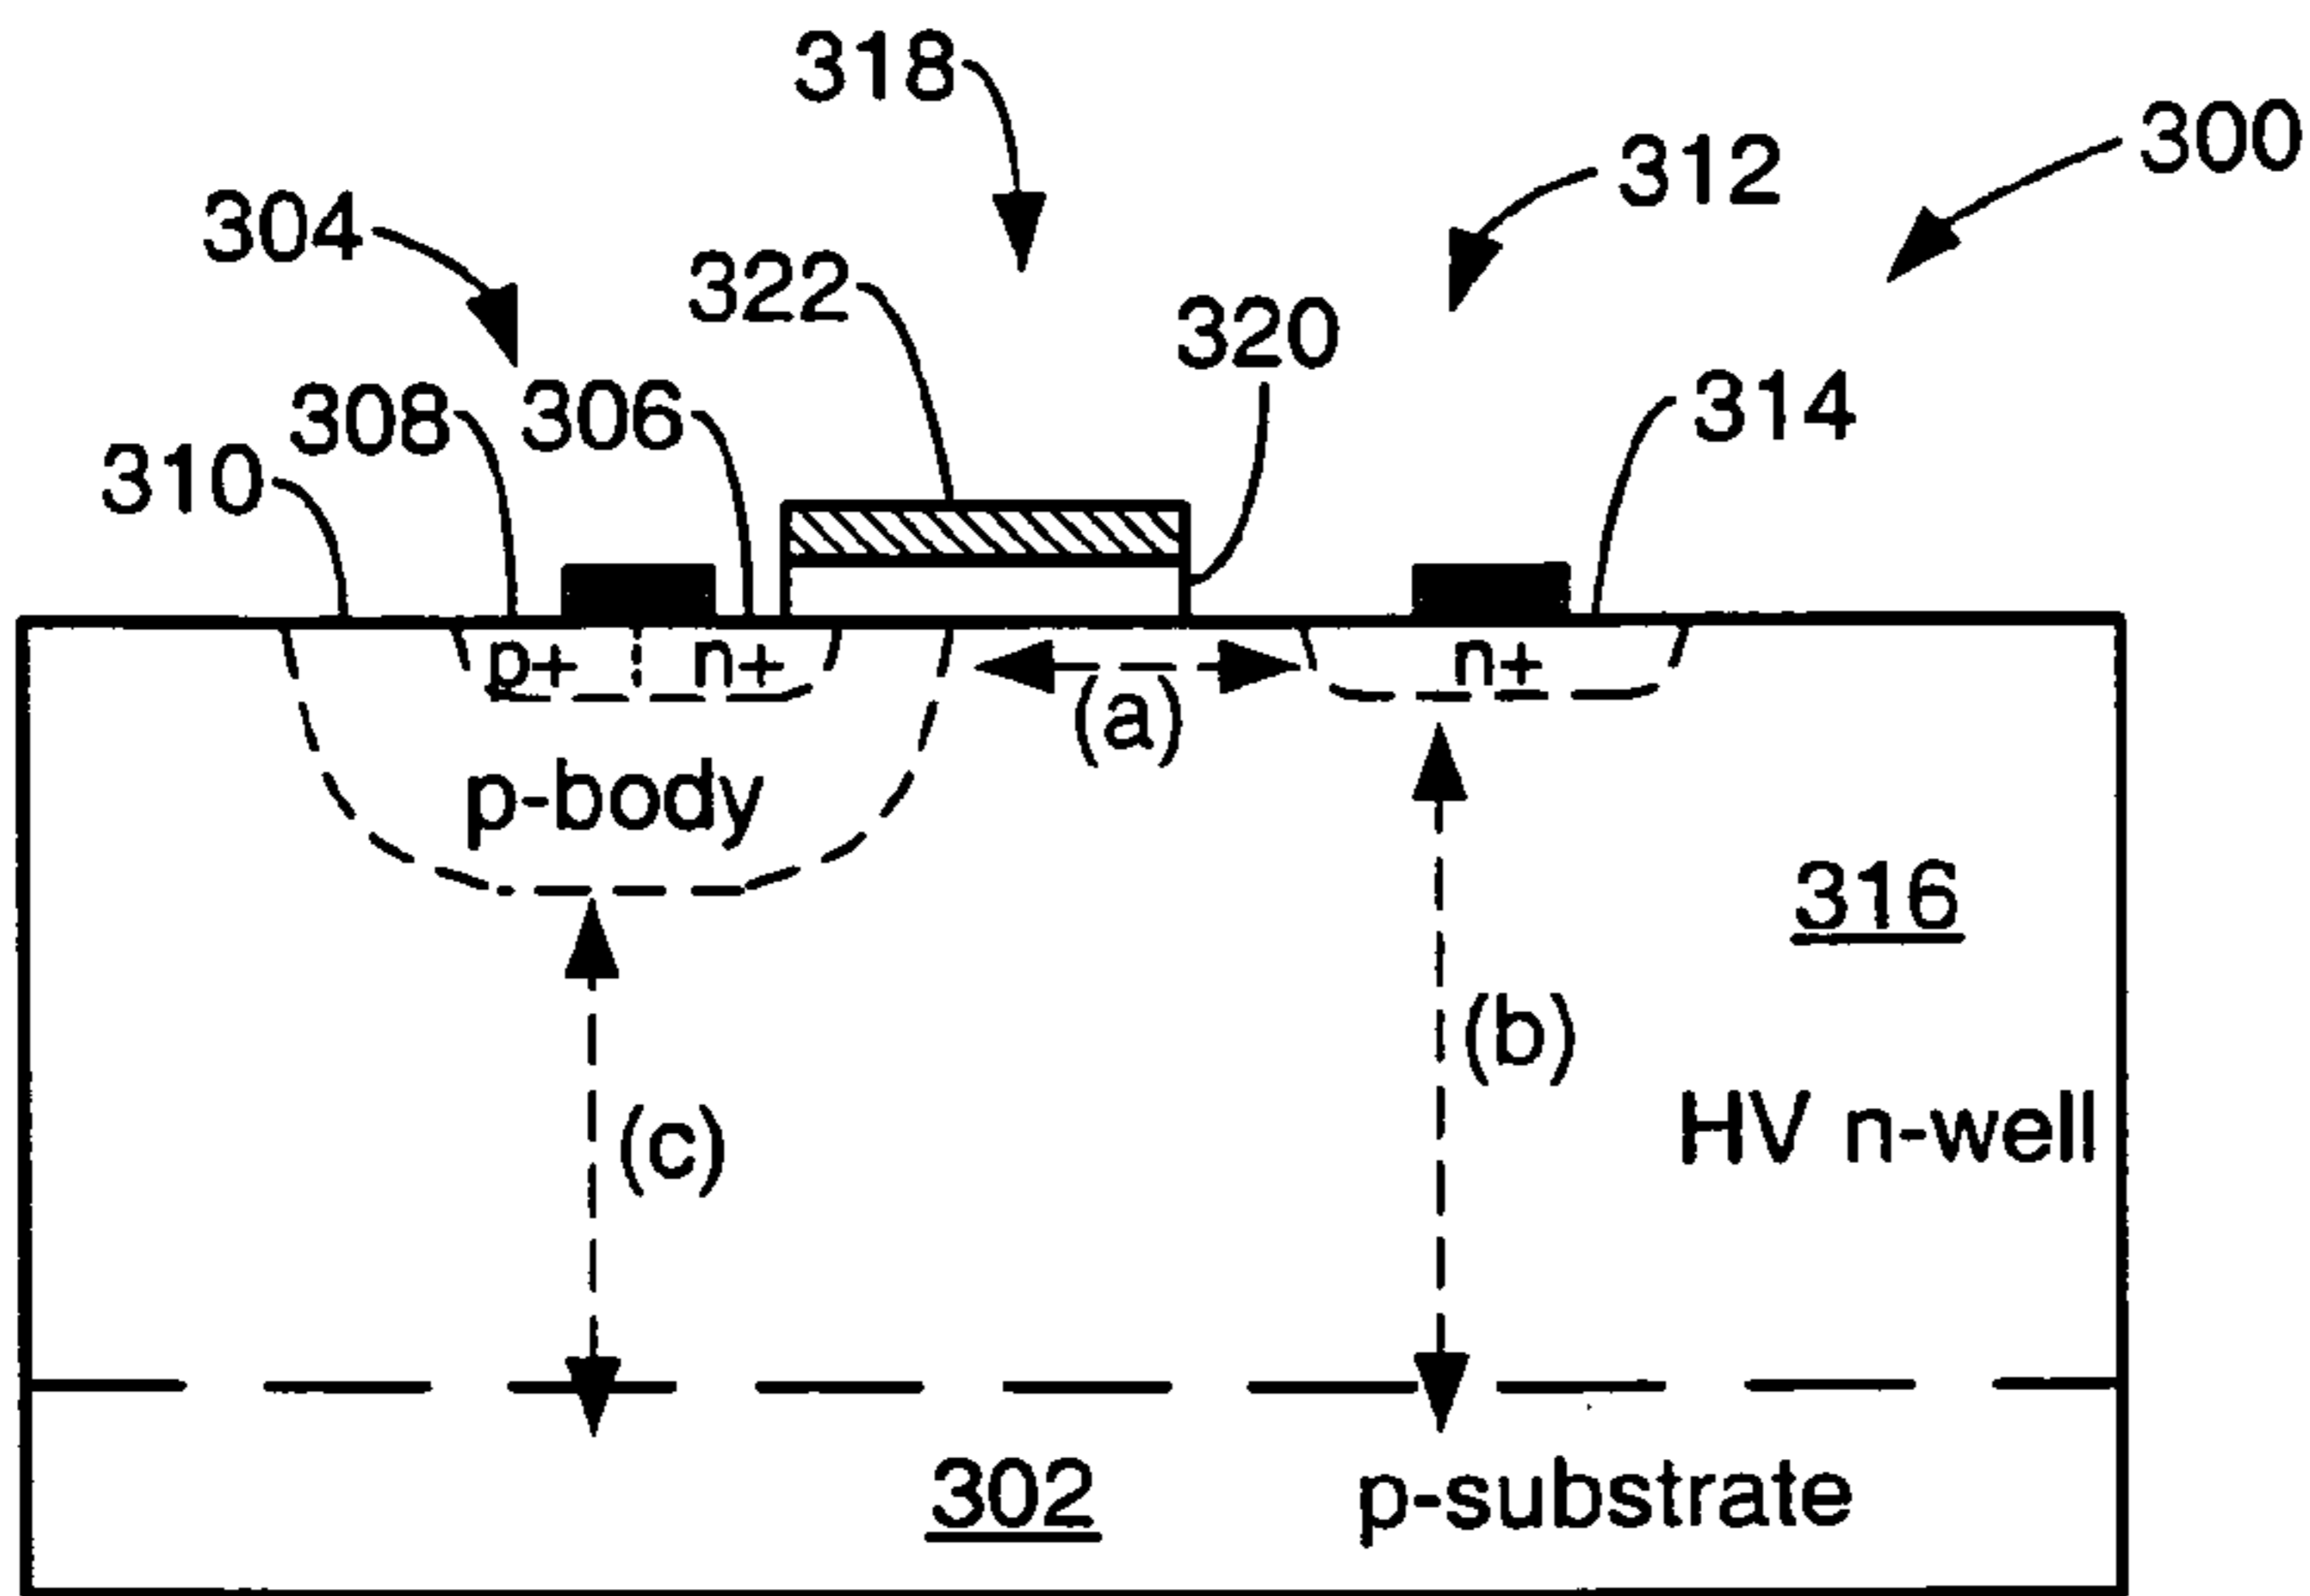 318
300
312
304
322
320
314
308
306
310
p+
n+
n+
(a)
p-body
316
(b)
HV n-well
(c)
302
p-substrate